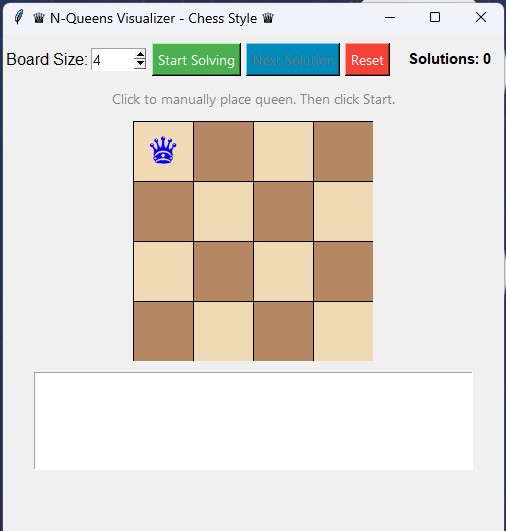 ♛ N-Queens Visualizer - Chess Style ♛
Board Size: 4 Start Solving Next Solution Reset Solutions: 0
Click to manually place queen. Then click Start.
♛